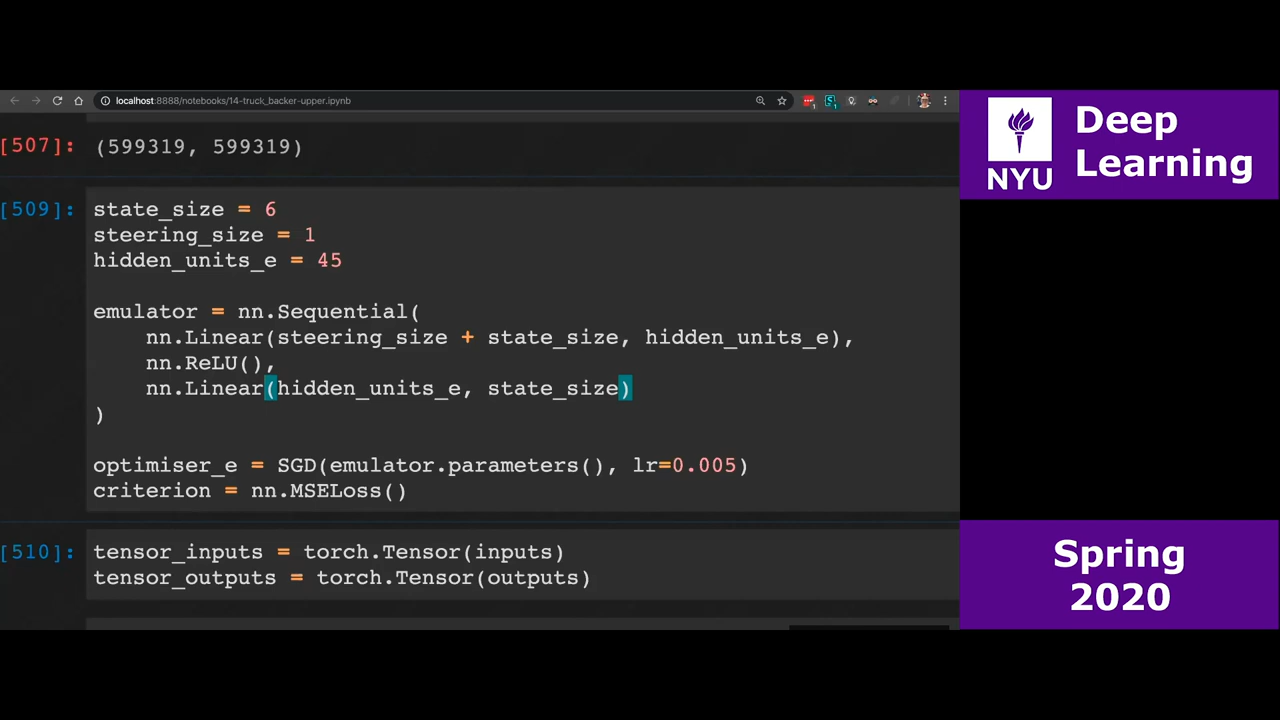 localhost:8888/notebooks/14-truck_backer-upper.ipynb
[507]: (599319, 599319)
[509]: state_size = 6
steering_size = 1
hidden_units_e = 45
emulator = nn.Sequential(
nn.Linear(steering_size + state_size, hidden_units_e),
nn.ReLU(),
nn.Linear(hidden_units_e, state_size)
)
optimiser_e = SGD(emulator.parameters(), lr=0.005)
criterion = nn.MSELoss()
[510]: tensor_inputs = torch.Tensor(inputs)
tensor_outputs = torch.Tensor(outputs)
NYU
Deep
Learning
Spring
2020